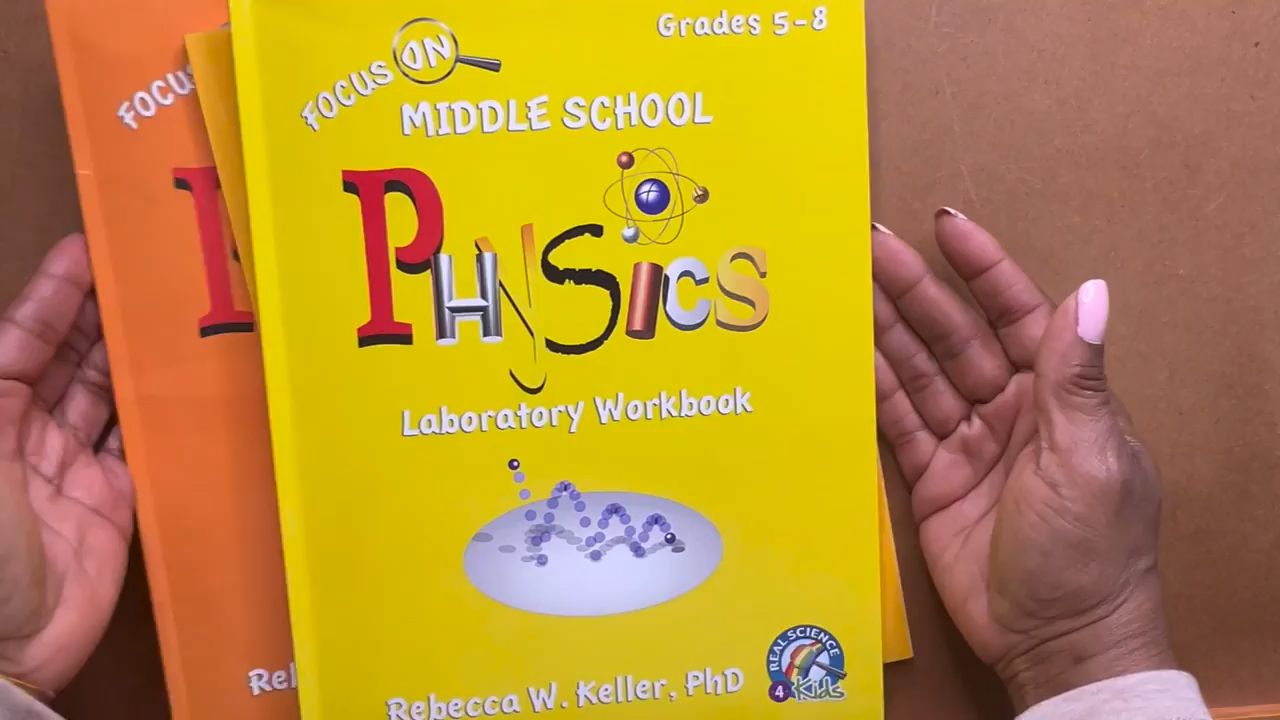 Grades 5-8
FOCUS ON
MIDDLE SCHOOL
PHYSICS
Laboratory Workbook
Rebecca W. Keller, PhD
REAL SCIENCE
4 Kids
FOCUS